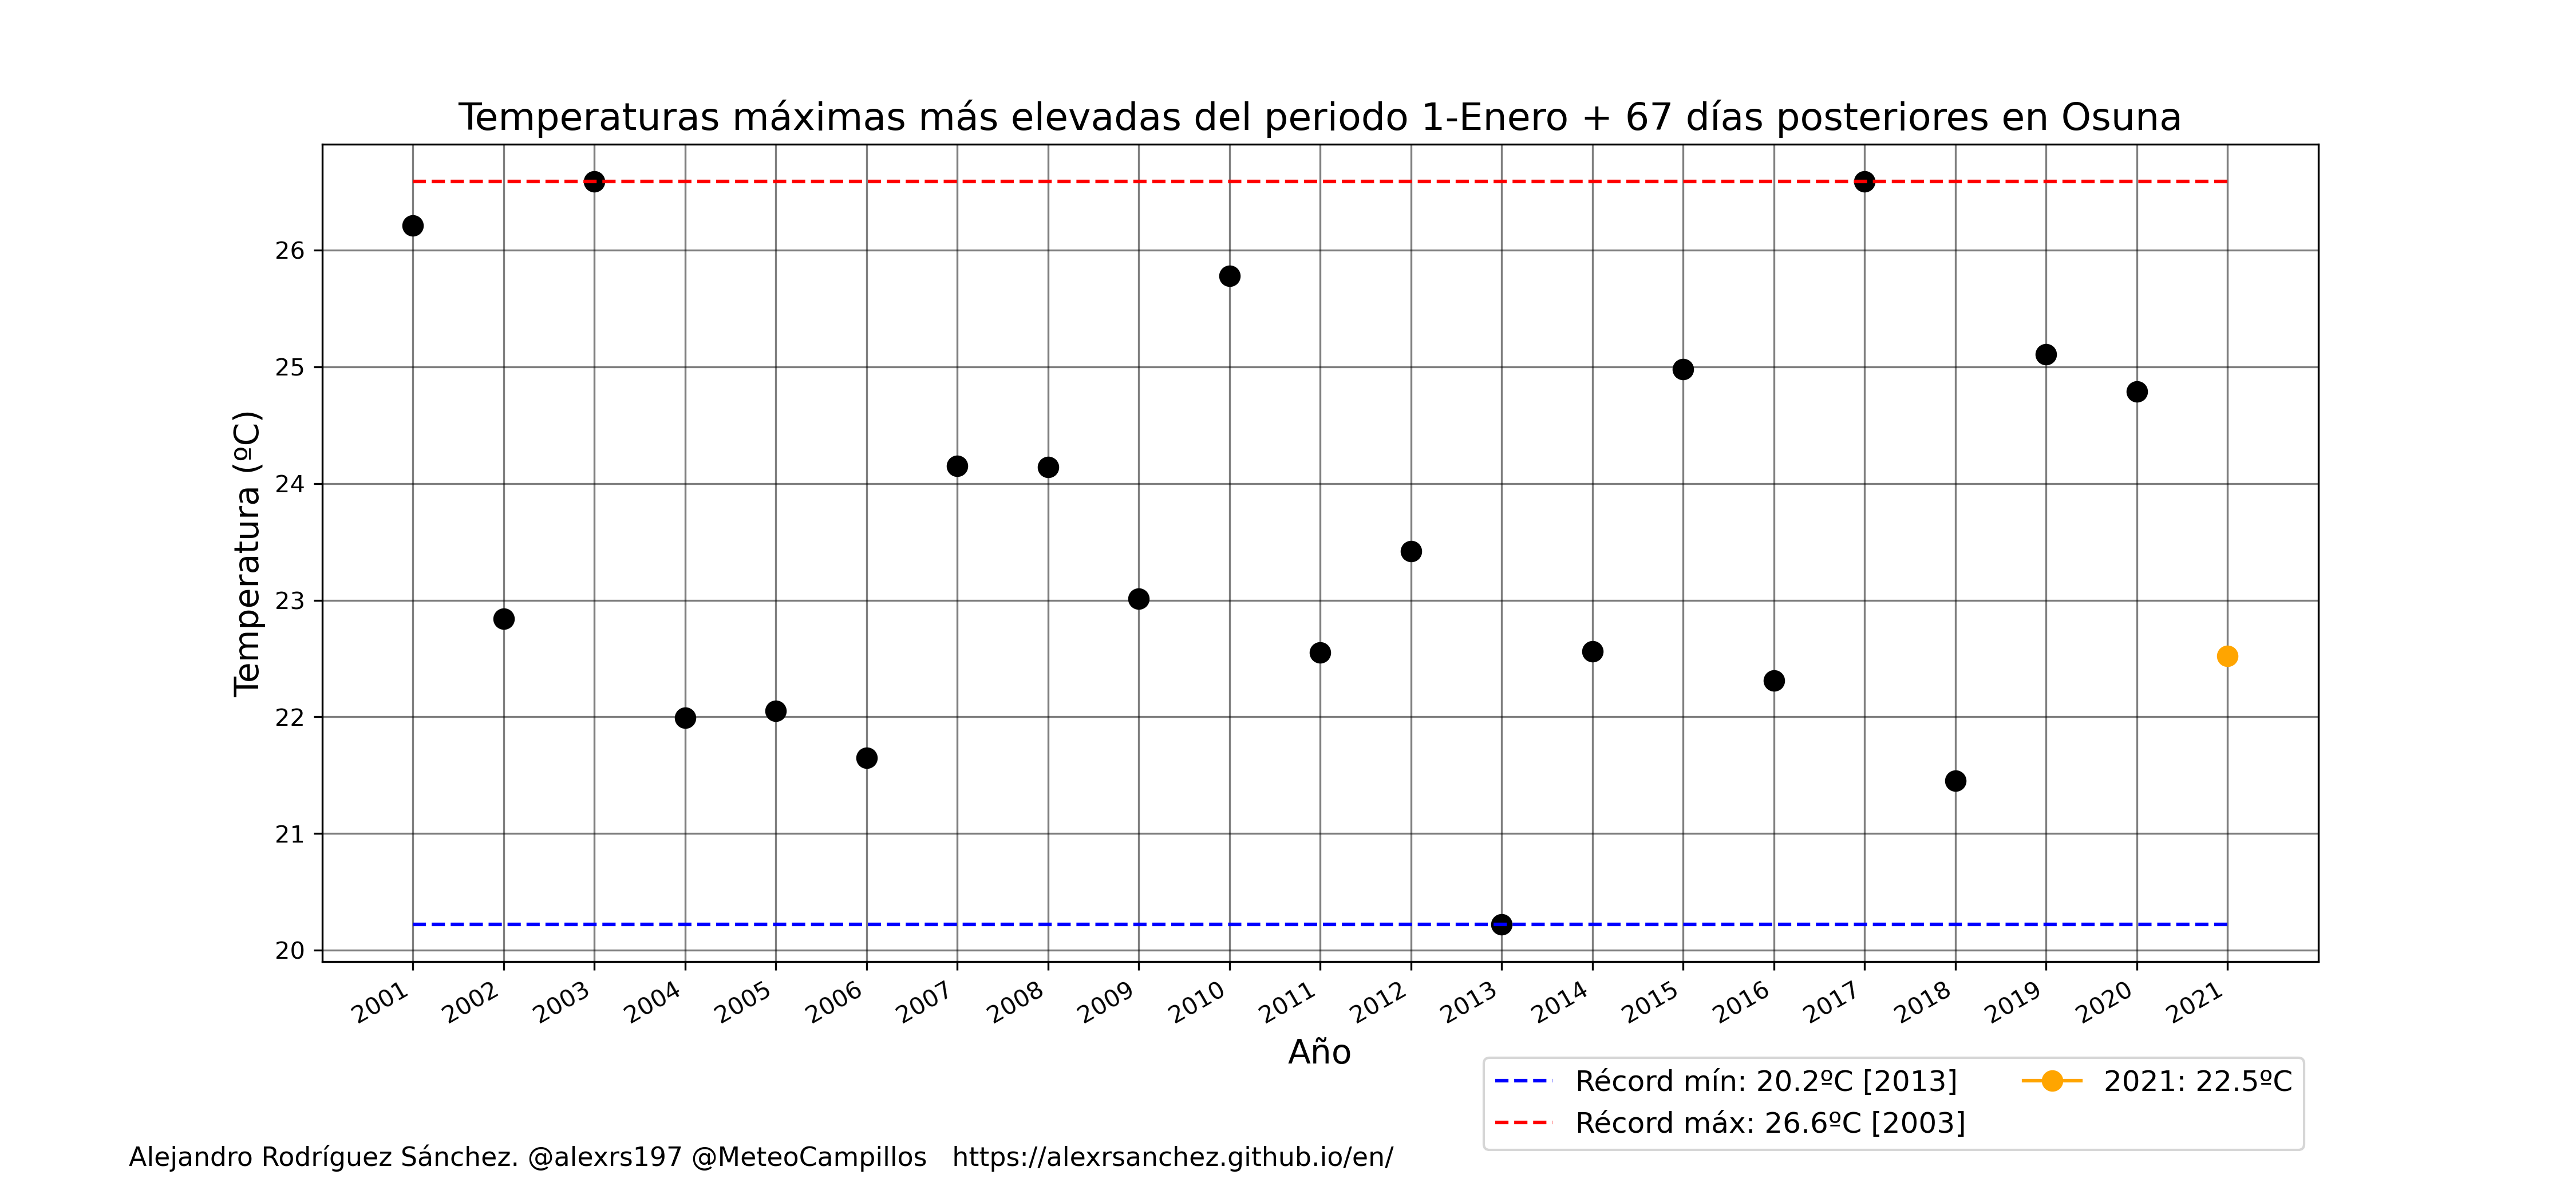 Temperaturas máximas más elevadas del periodo 1-Enero + 67 días posteriores en Osuna
Temperatura (ºC)
26
25
24
23
22
21
20
2001 2002 2003 2004 2005 2006 2007 2008 2009 2010 2011 2012 2013 2014 2015 2016 2017 2018 2019 2020 2021
Año
Récord mín: 20.2ºC [2013] 2021: 22.5ºC
Récord máx: 26.6ºC [2003]
Alejandro Rodríguez Sánchez. @alexrs197 @MeteoCampillos https://alexrsanchez.github.io/en/